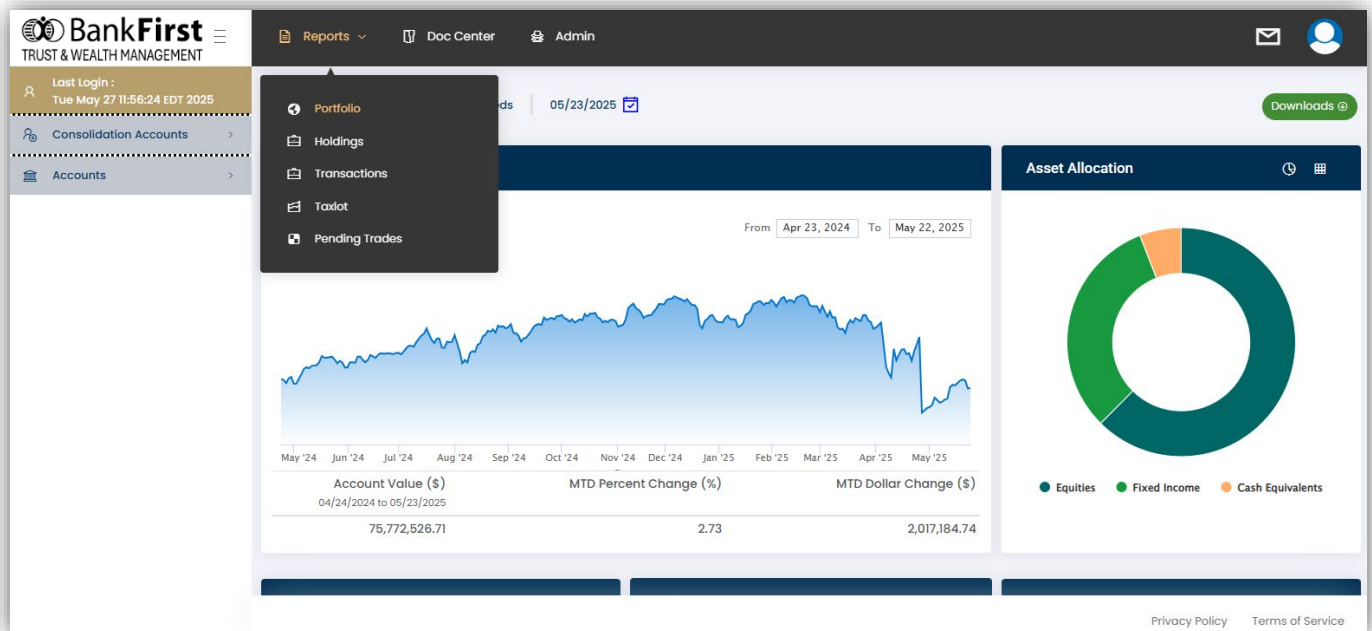 BankFirst
TRUST & WEALTH MANAGEMENT
Reports
Doc Center
Admin
Last Login :
Tue May 27 11:56:24 EDT 2025
Consolidation Accounts
Accounts
Portfolio
Holdings
Transactions
Taxlot
Pending Trades
05/23/2025
Downloads
From Apr 23, 2024 To May 22, 2025
May '24 Jun '24 Jul '24 Aug '24 Sep '24 Oct '24 Nov '24 Dec '24 Jan '25 Feb '25 Mar '25 Apr '25 May '25
Account Value ($) MTD Percent Change (%) MTD Dollar Change ($)
04/24/2024 to 05/23/2025
75,772,526.71 2.73 2,017,184.74
Asset Allocation
Equities Fixed Income Cash Equivalents
Privacy Policy Terms of Service